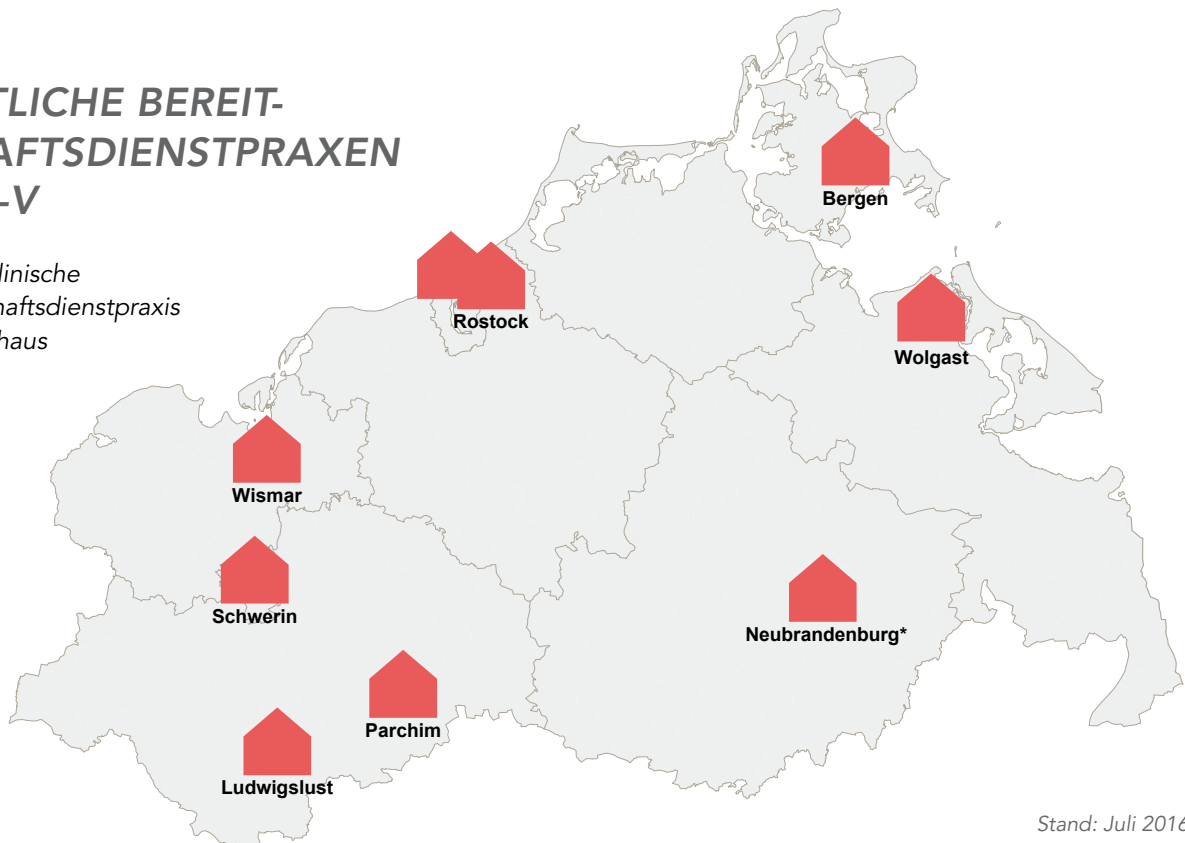 TLICHE BEREIT-
AFTSDIENSTPRAXEN
-V
linische
haftsdienstpraxis
haus
Bergen
Rostock
Wolgast
Wismar
Schwerin
Neubrandenburg*
Parchim
Ludwigslust
Stand: Juli 2016